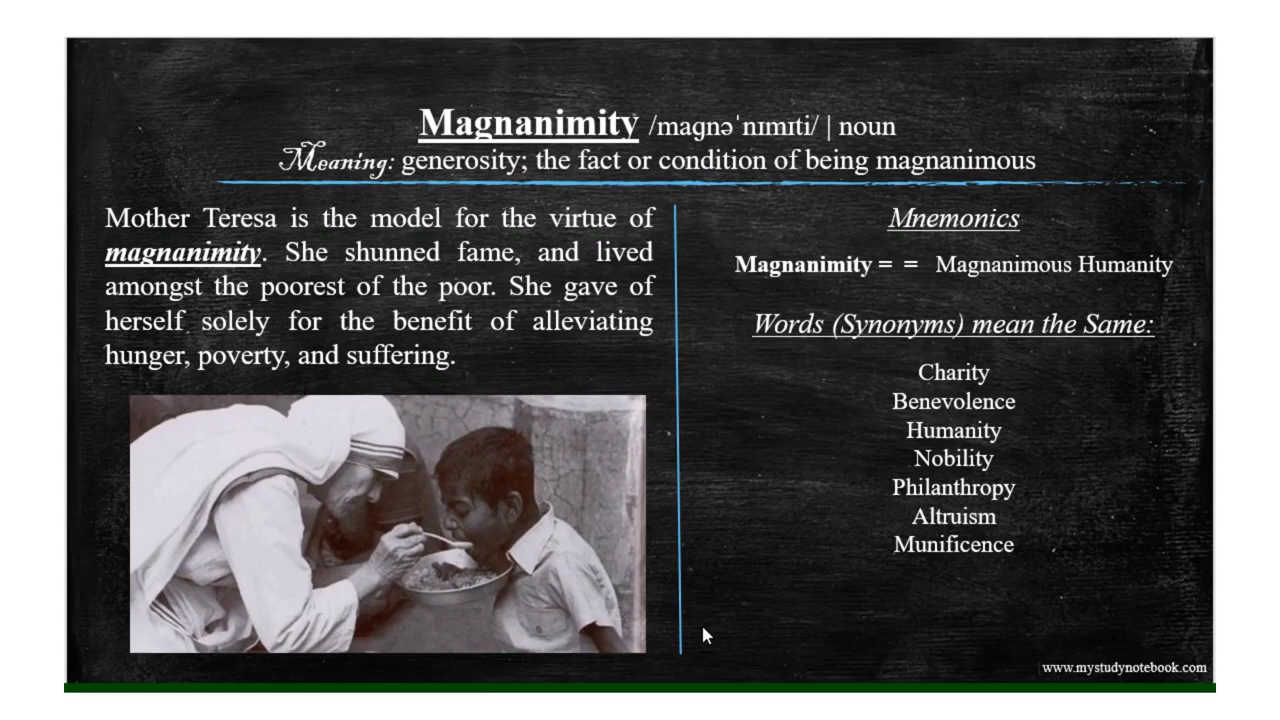 Magnanimity /maɡnəˈnɪmɪti/ | noun
Meaning: generosity; the fact or condition of being magnanimous
Mother Teresa is the model for the virtue of
magnanimity. She shunned fame, and lived
amongst the poorest of the poor. She gave of
herself solely for the benefit of alleviating
hunger, poverty, and suffering.
Mnemonics
Magnanimity = = Magnanimous Humanity
Words (Synonyms) mean the Same:
Charity
Benevolence
Humanity
Nobility
Philanthropy
Altruism
Munificence
www.mystudynotebook.com